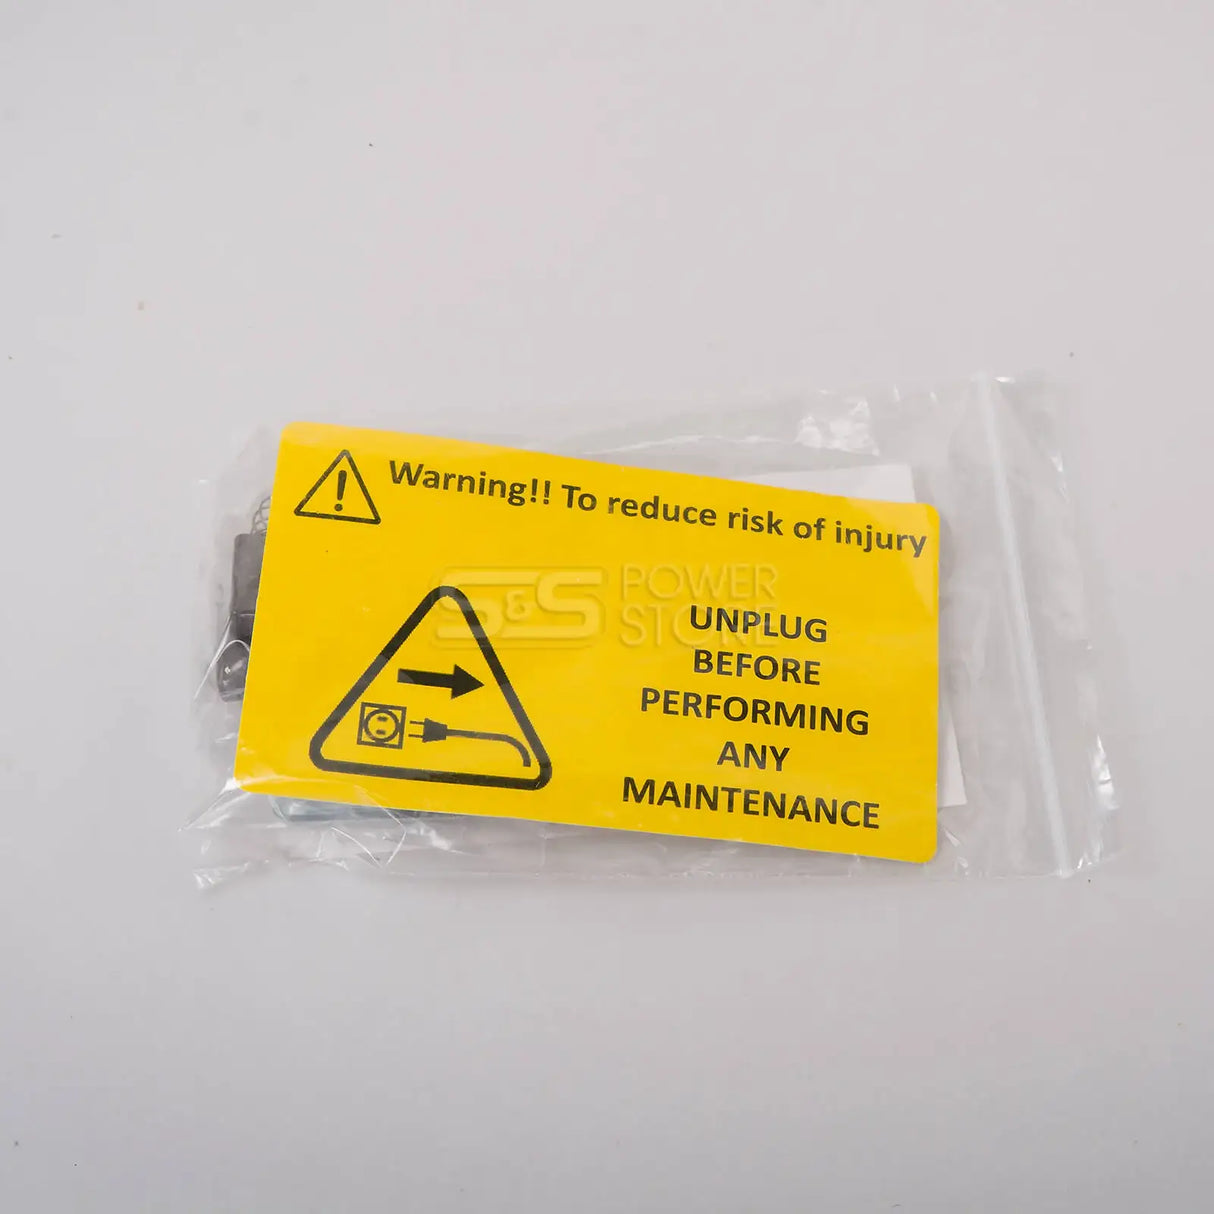 Warning!! To reduce risk of injury
S&S POWER
STORE
UNPLUG
BEFORE
PERFORMING
ANY
MAINTENANCE